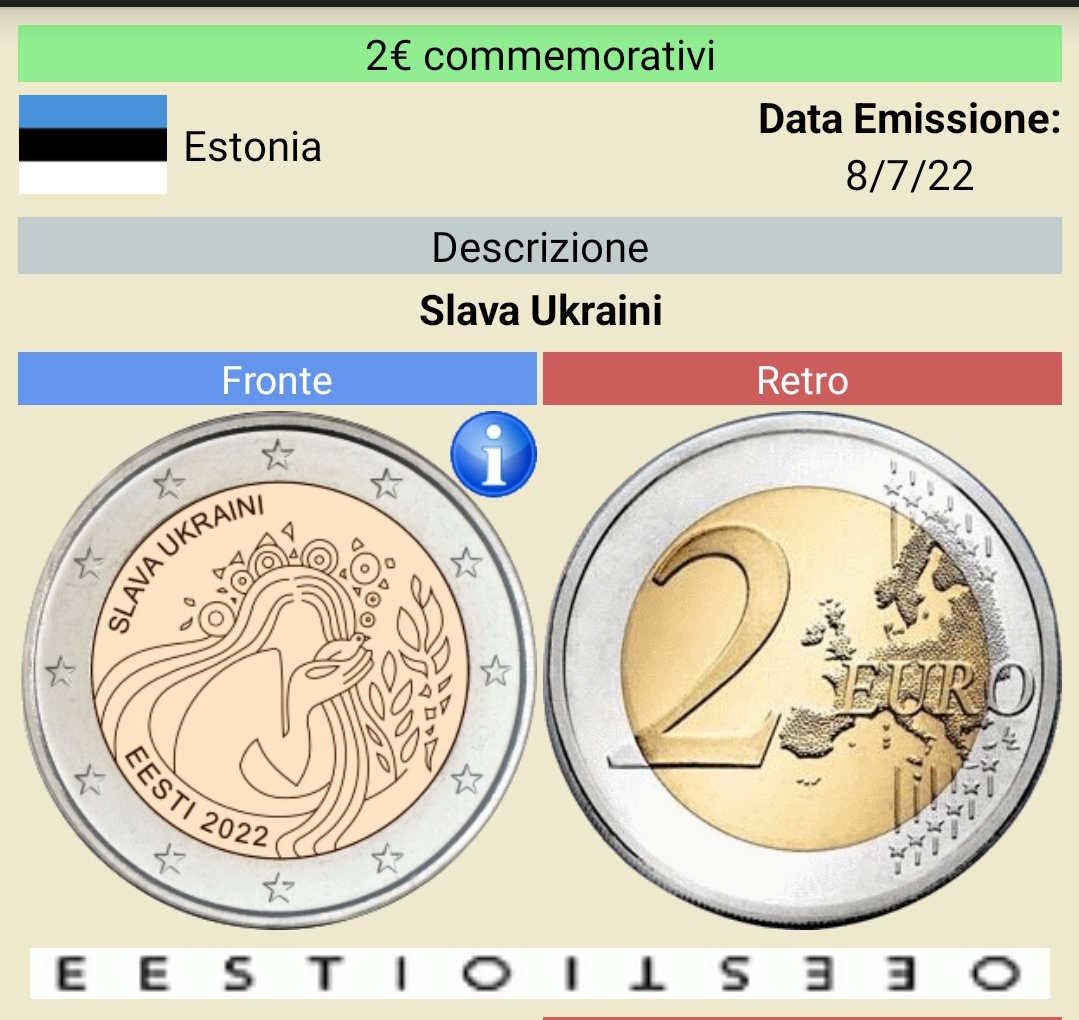 2€ commemorativi
Estonia
Data Emissione:
8/7/22
Descrizione
Slava Ukraini
Fronte
Retro
i
SLAVA UKRAINI
EESTI 2022
2 EURO
EESTIOITSEEO